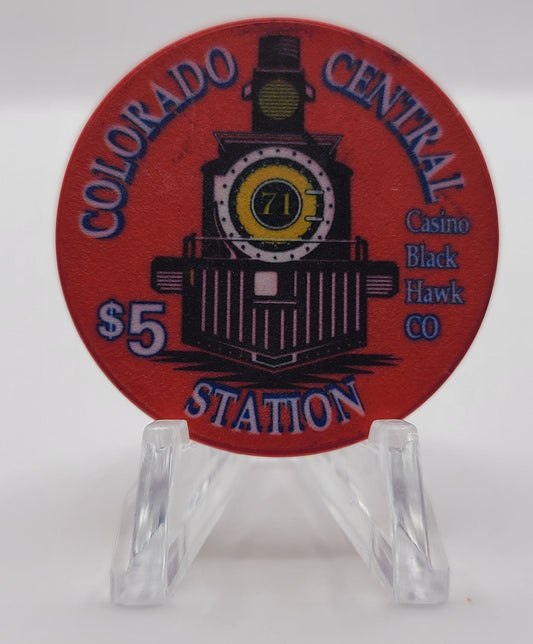 COLORADO CENTRAL
71
Casino
Black
Hawk
CO
$5
STATION